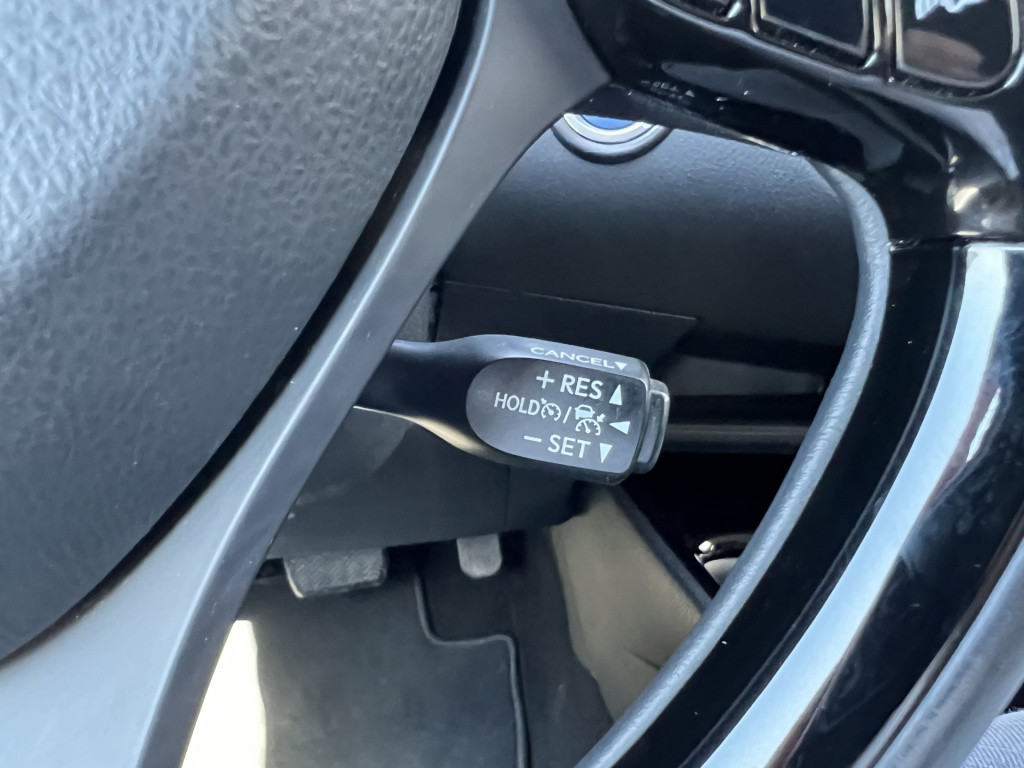 CANCEL▼
+ RES ▲
HOLD / ◀
− SET ▼